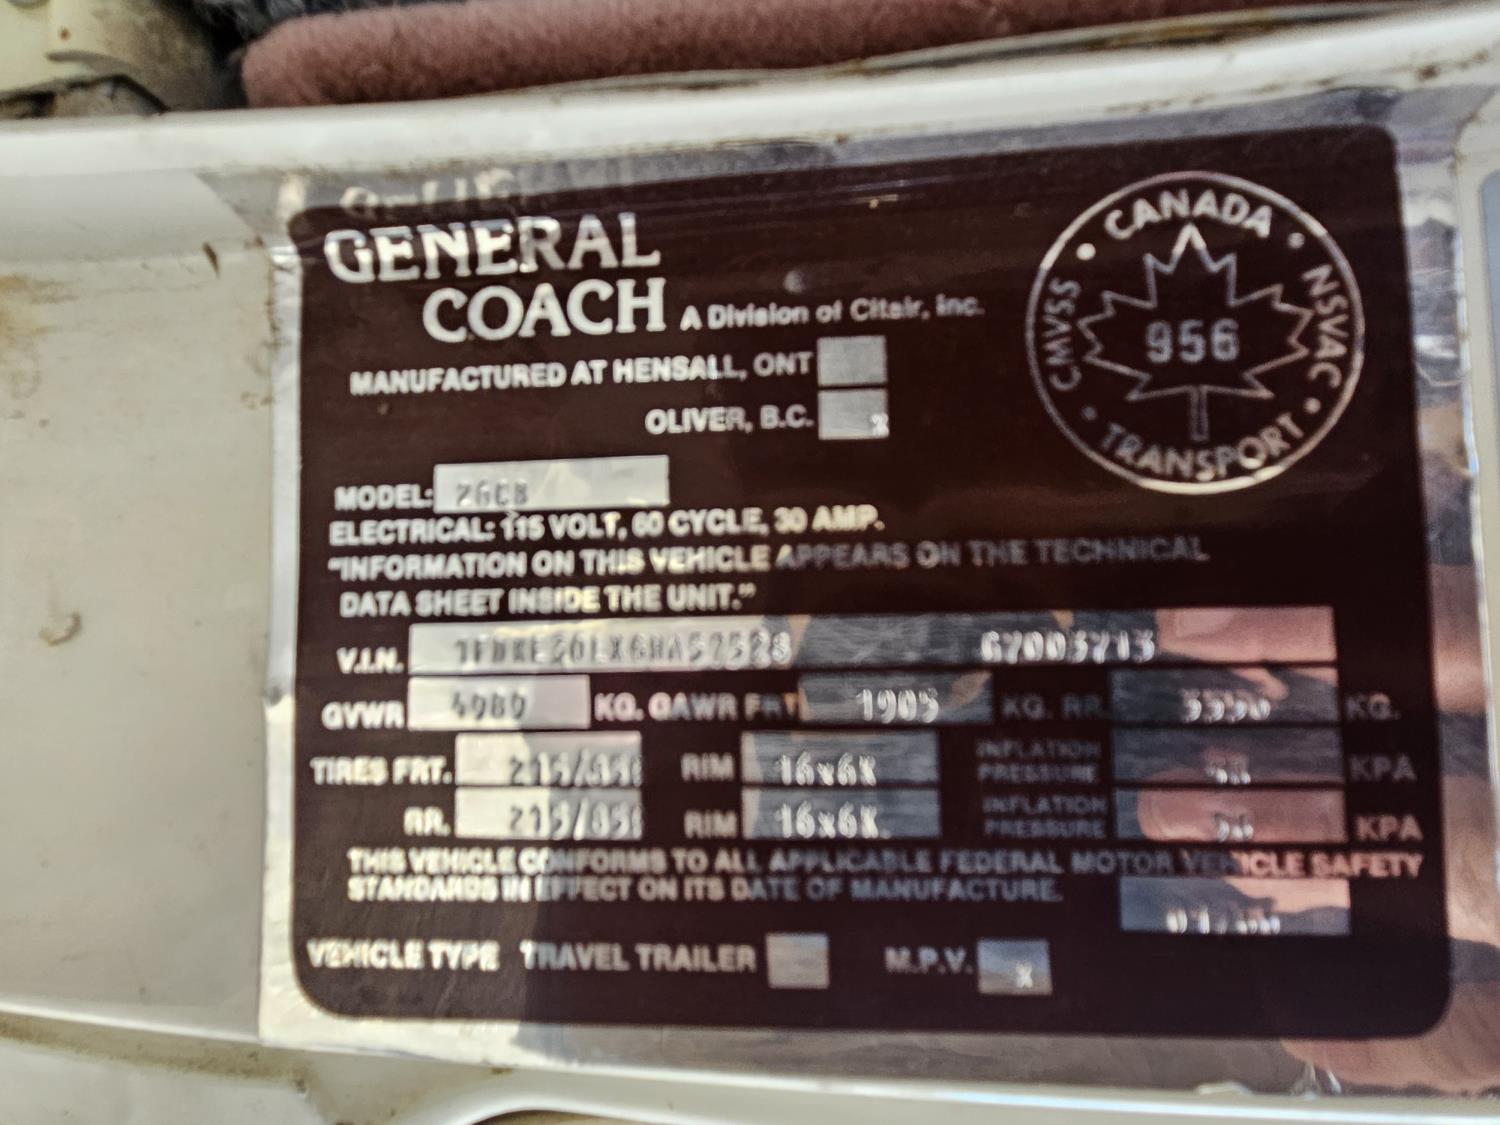 GENERAL
COACH A Division of Citair, Inc.
MANUFACTURED AT HENSALL, ONT
OLIVER, B.C. X
CANADA
CMVSS 956 NSVAC
TRANSPORT
MODEL: 26CB
ELECTRICAL: 115 VOLT, 60 CYCLE, 30 AMP.
"INFORMATION ON THIS VEHICLE APPEARS ON THE TECHNICAL
DATA SHEET INSIDE THE UNIT."
V.I.N.
GVWR KG. GAWR FRT 1905 KG. RR. KG.
TIRES FRT. RIM 16x6K INFLATION PRESSURE KPA
RR. RIM 16x6K INFLATION PRESSURE KPA
THIS VEHICLE CONFORMS TO ALL APPLICABLE FEDERAL MOTOR VEHICLE SAFETY
STANDARDS IN EFFECT ON ITS DATE OF MANUFACTURE.
VEHICLE TYPE TRAVEL TRAILER M.P.V. X